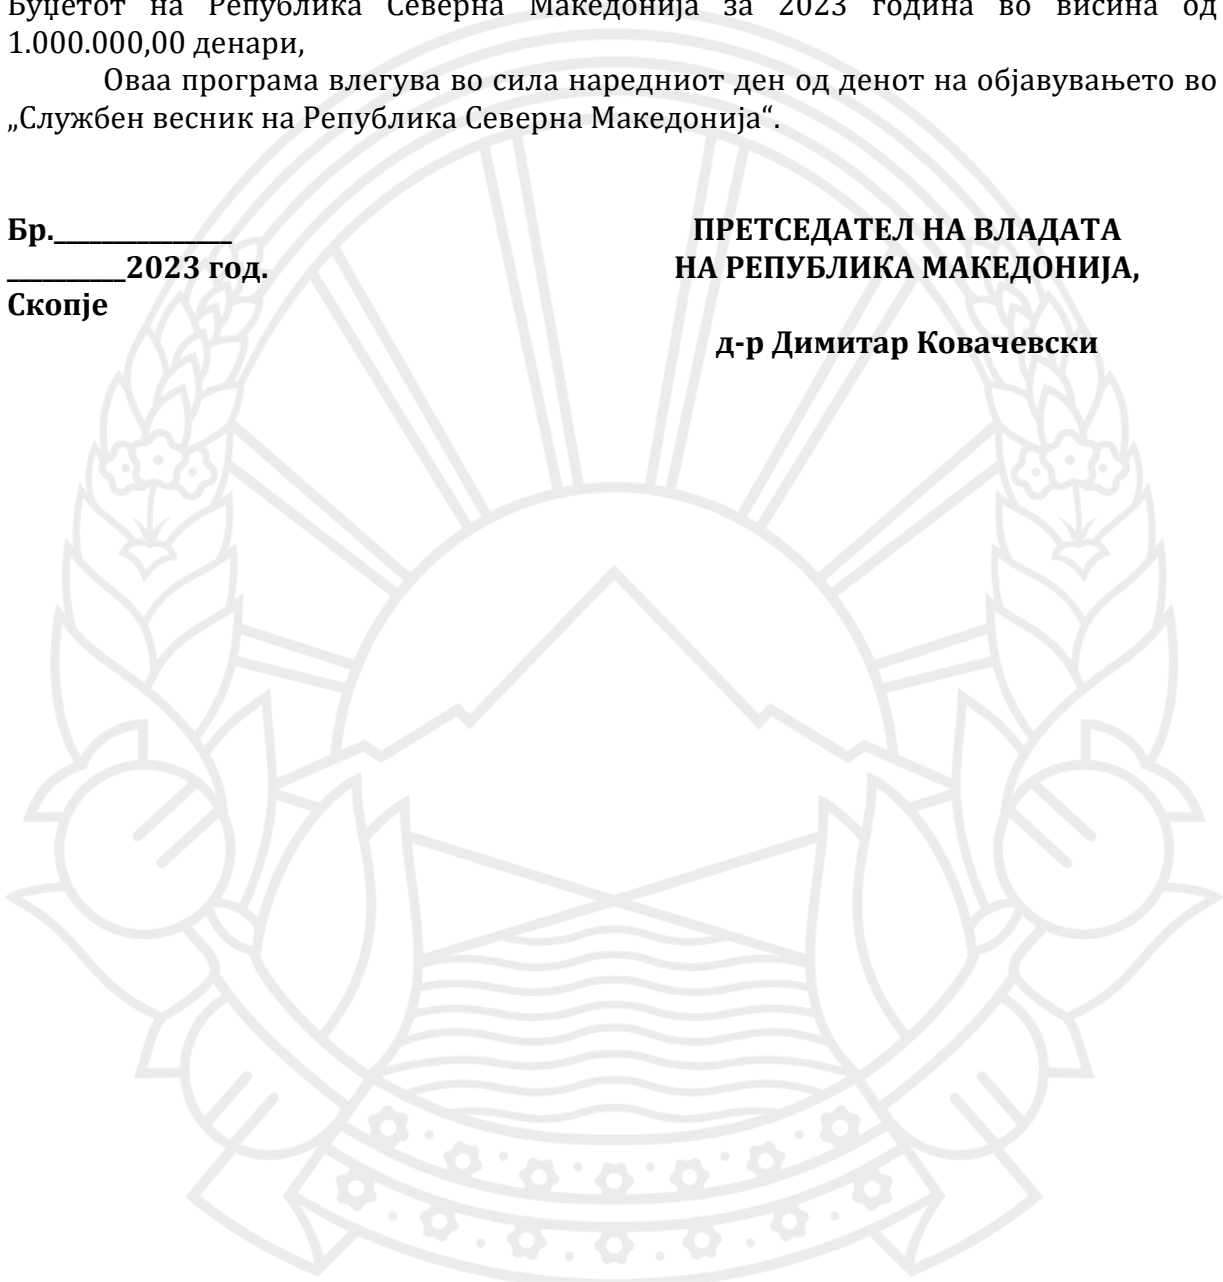 Буџетот на Република Северна Македонија за 2023 година во висина од
1.000.000,00 денари,
Оваа програма влегува во сила наредниот ден од денот на објавувањето во
„Службен весник на Република Северна Македонија“.
Бр._______________
__________2023 год.
Скопје
ПРЕТСЕДАТЕЛ НА ВЛАДАТА
НА РЕПУБЛИКА МАКЕДОНИЈА,
д-р Димитар Ковачевски